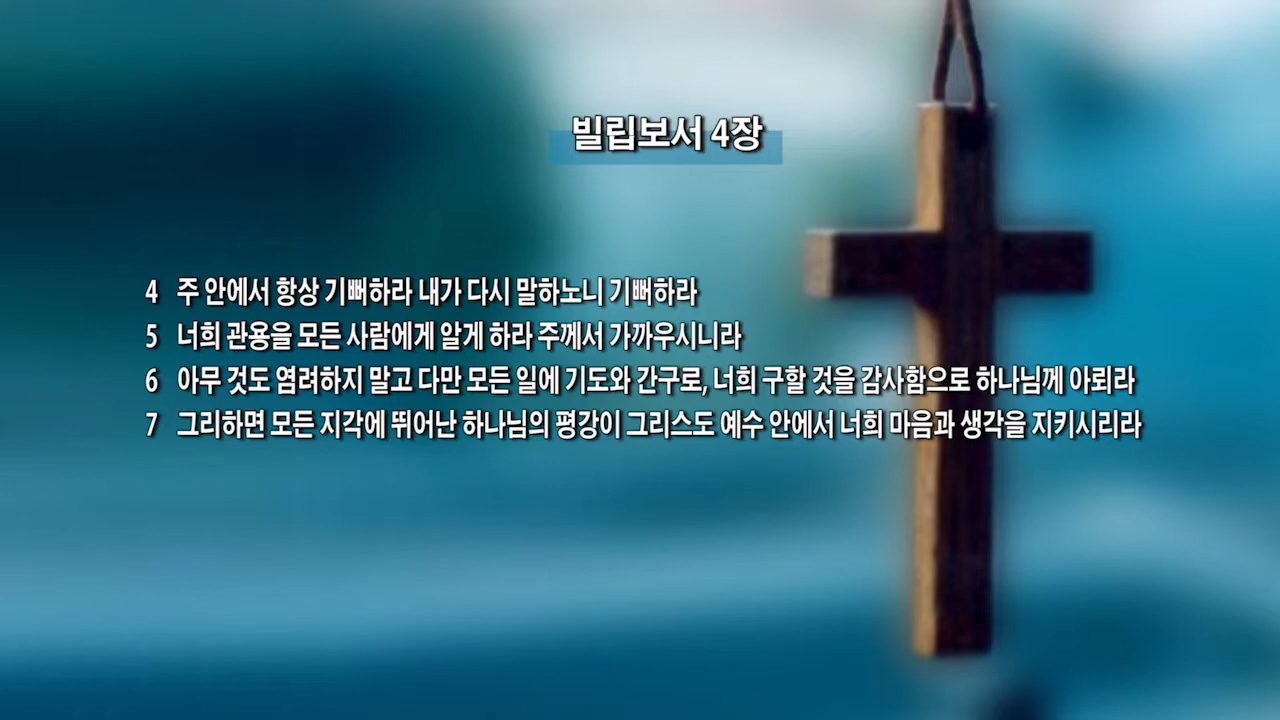 빌립보서 4장
4 주 안에서 항상 기뻐하라 내가 다시 말하노니 기뻐하라
5 너희 관용을 모든 사람에게 알게 하라 주께서 가까우시니라
6 아무 것도 염려하지 말고 다만 모든 일에 기도와 간구로, 너희 구할 것을 감사함으로 하나님께 아뢰라
7 그리하면 모든 지각에 뛰어난 하나님의 평강이 그리스도 예수 안에서 너희 마음과 생각을 지키시리라